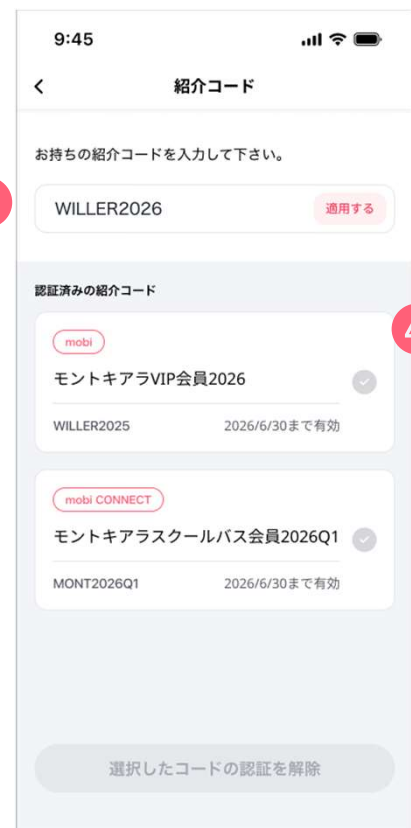 9:45
紹介コード
お持ちの紹介コードを入力して下さい。
WILLER2026 適用する
認証済みの紹介コード
mobi
モントキアラVIP会員2026
WILLER2025 2026/6/30まで有効
mobi CONNECT
モントキアラスクールバス会員2026Q1
MONT2026Q1 2026/6/30まで有効
選択したコードの認証を解除